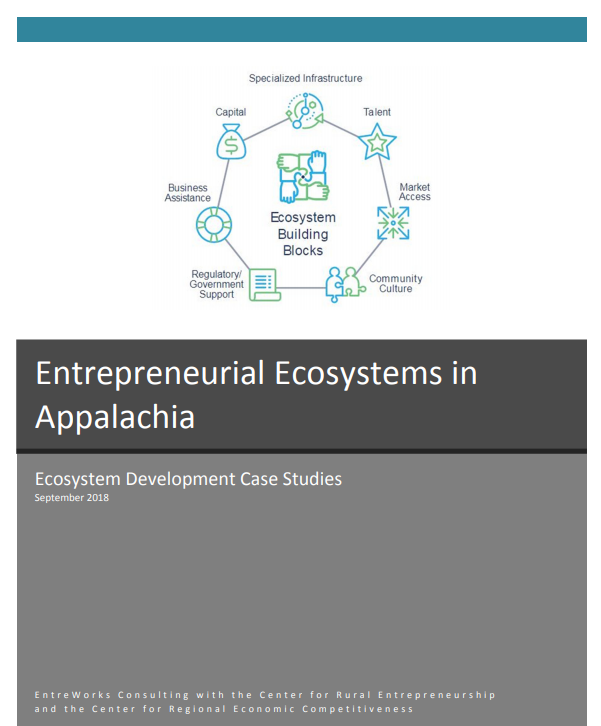 Specialized Infrastructure
Capital
Talent
Business
Assistance
Market
Access
Ecosystem
Building
Blocks
Regulatory/
Government
Support
Community
Culture
Entrepreneurial Ecosystems in
Appalachia
Ecosystem Development Case Studies
September 2018
EntreWorks Consulting with the Center for Rural Entrepreneurship
and the Center for Regional Economic Competitiveness